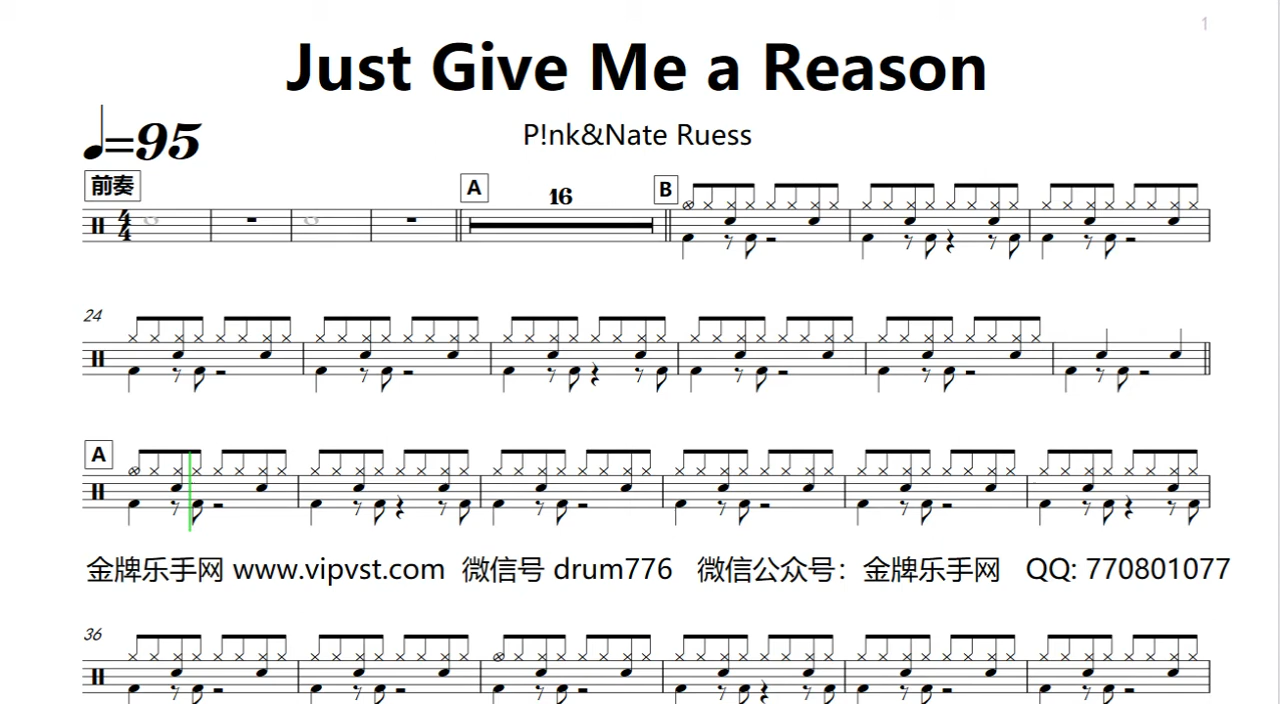 1
Just Give Me a Reason
P!nk&Nate Ruess
♩=95
前奏 A 16 B
4/4
24
A
金牌乐手网 www.vipvst.com 微信号 drum776 微信公众号：金牌乐手网 QQ: 770801077
36